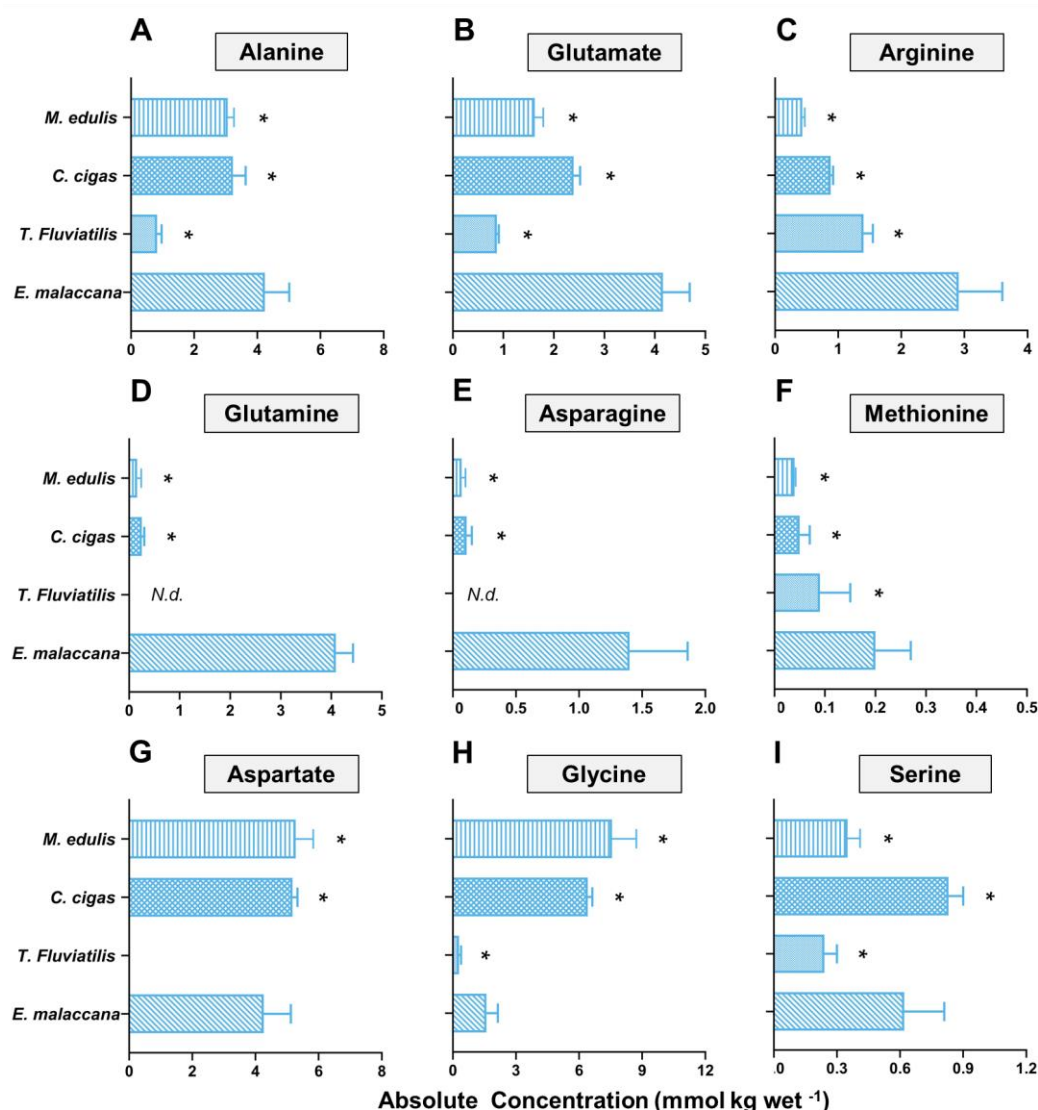 A Alanine B Glutamate C Arginine
M. edulis * * *
C. cigas * * *
T. Fluviatilis * * *
E. malaccana
0 2 4 6 8 0 1 2 3 4 5 0 1 2 3 4
D Glutamine E Asparagine F Methionine
M. edulis * * *
C. cigas * * *
T. Fluviatilis N.d. N.d. *
E. malaccana
0 1 2 3 4 5 0 0.5 1.0 1.5 2.0 0 0.1 0.2 0.3 0.4 0.5
G Aspartate H Glycine I Serine
M. edulis * * *
C. cigas * * *
T. Fluviatilis * *
E. malaccana
0 2 4 6 8 0 3 6 9 12 .0 0.3 0.6 0.9 1.2
Absolute Concentration (mmol kg wet -1)